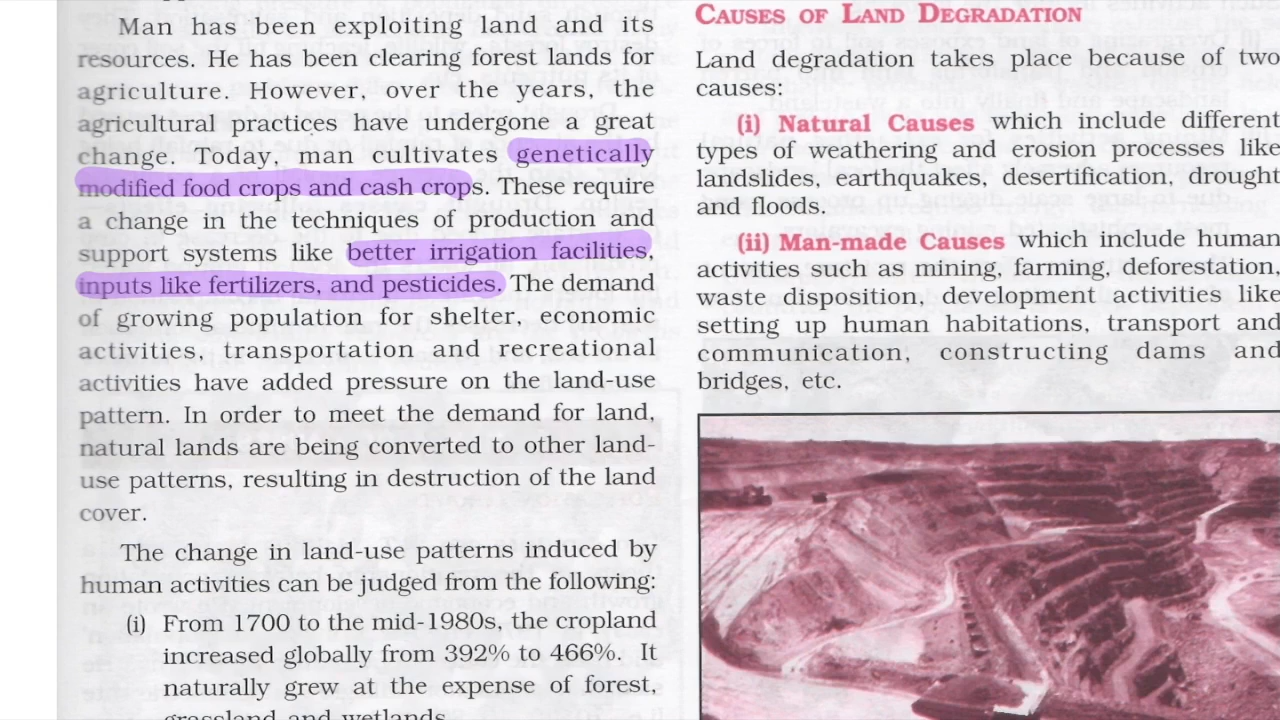 Man has been exploiting land and its
resources. He has been clearing forest lands for
agriculture. However, over the years, the
agricultural practices have undergone a great
change. Today, man cultivates genetically
modified food crops and cash crops. These require
a change in the techniques of production and
support systems like better irrigation facilities,
inputs like fertilizers, and pesticides. The demand
of growing population for shelter, economic
activities, transportation and recreational
activities have added pressure on the land-use
pattern. In order to meet the demand for land,
natural lands are being converted to other land-
use patterns, resulting in destruction of the land
cover.
The change in land-use patterns induced by
human activities can be judged from the following:
(i) From 1700 to the mid-1980s, the cropland
increased globally from 392% to 466%. It
naturally grew at the expense of forest,
grassland and wetlands.
CAUSES OF LAND DEGRADATION
Land degradation takes place because of two
causes:
(i) Natural Causes which include different
types of weathering and erosion processes like
landslides, earthquakes, desertification, drought
and floods.
(ii) Man-made Causes which include human
activities such as mining, farming, deforestation,
waste disposition, development activities like
setting up human habitations, transport and
communication, constructing dams and
bridges, etc.